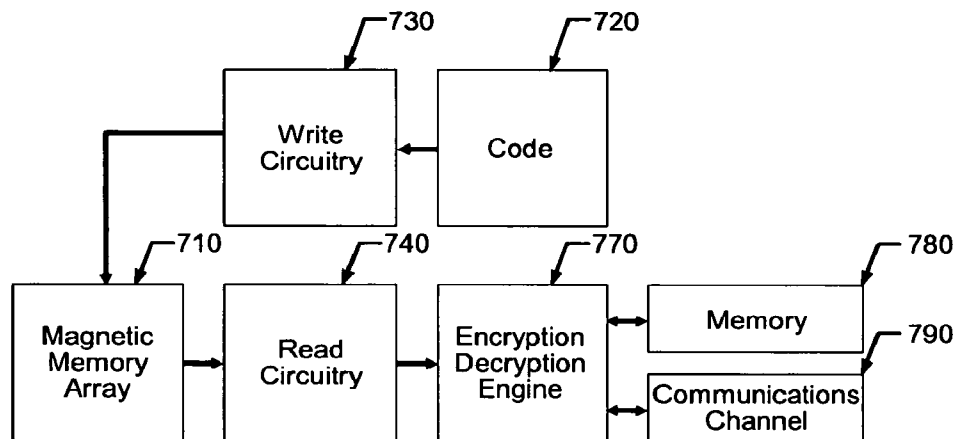 730
720
Write
Circuitry
Code
710
740
770
780
Magnetic
Memory
Array
Read
Circuitry
Encryption
Decryption
Engine
Memory
790
Communications
Channel